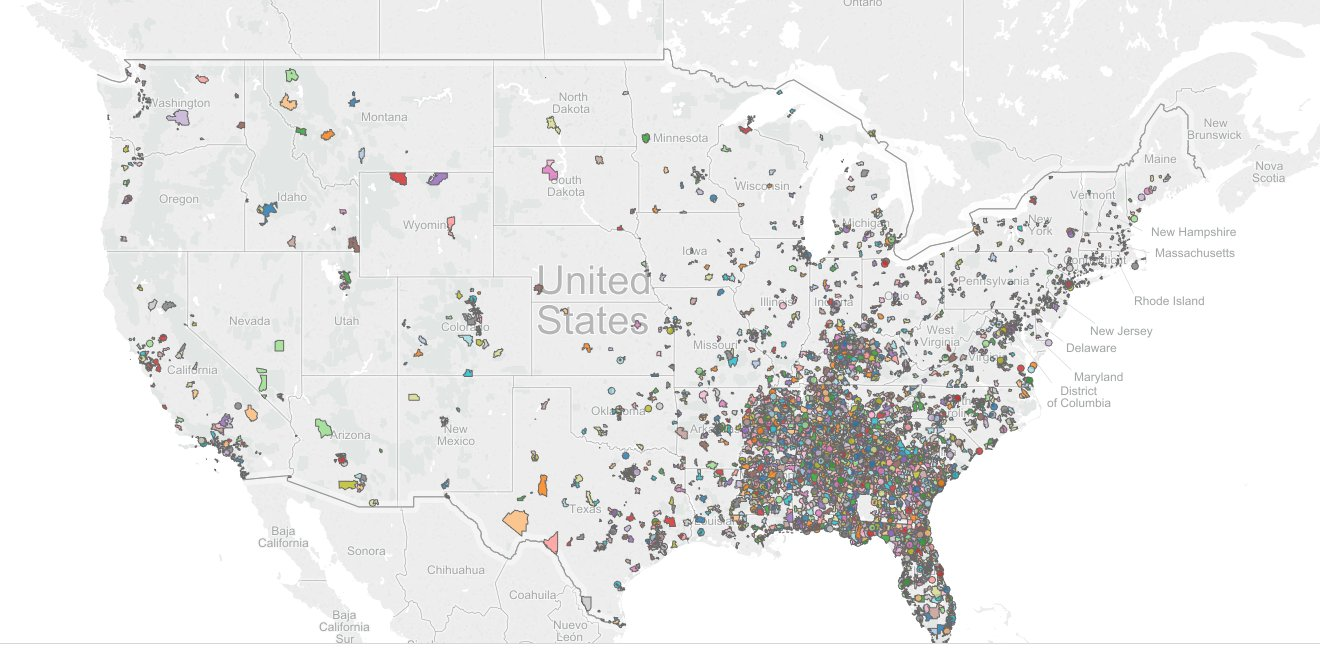 Ontario
Washington
Montana
North
Dakota
Minnesota
New
Brunswick
Maine
Nova
Scotia
Oregon
Idaho
South
Dakota
Wisconsin
Vermont
Wyoming
Michigan
New
York
New Hampshire
Massachusetts
Iowa
Connecticut
Pennsylvania
United
States
Nevada
Utah
Colorado
Illinois
Indiana
Ohio
Rhode Island
West
Virginia
New Jersey
Delaware
Missouri
Virginia
California
Maryland
District
of Columbia
Oklahoma
Arizona
New
Mexico
Texas
Louisiana
Baja
California
Sonora
Chihuahua
Coahuila
Baja
California
Sur
Nuevo
León